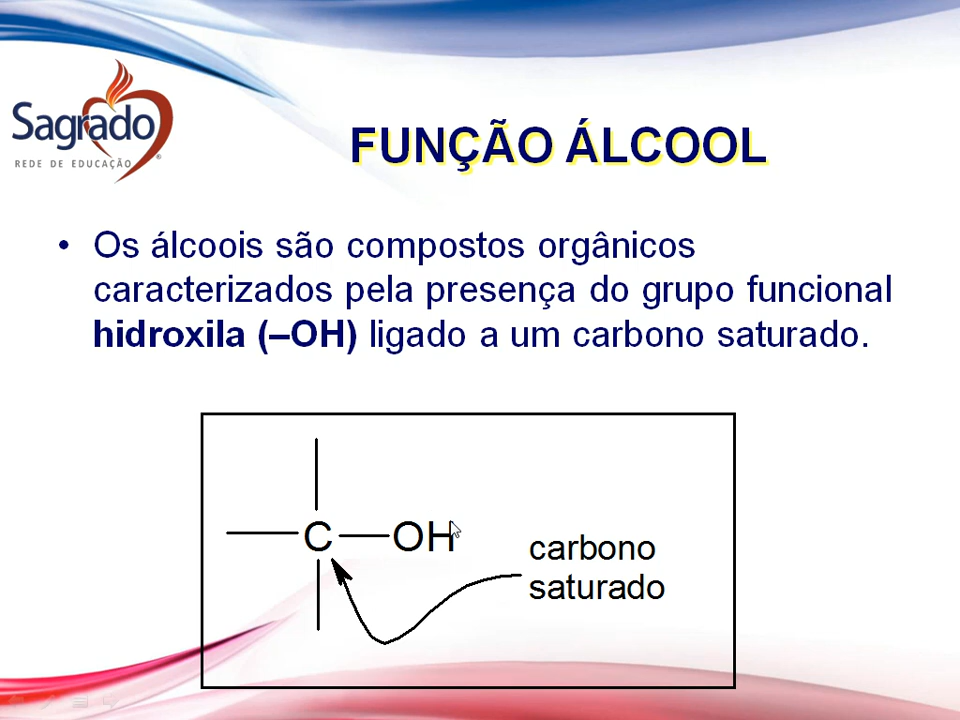 Sagrado
REDE DE EDUCAÇÃO
®
FUNÇÃO ÁLCOOL
• Os álcoois são compostos orgânicos
caracterizados pela presença do grupo funcional
hidroxila (–OH) ligado a um carbono saturado.
C OH
carbono
saturado